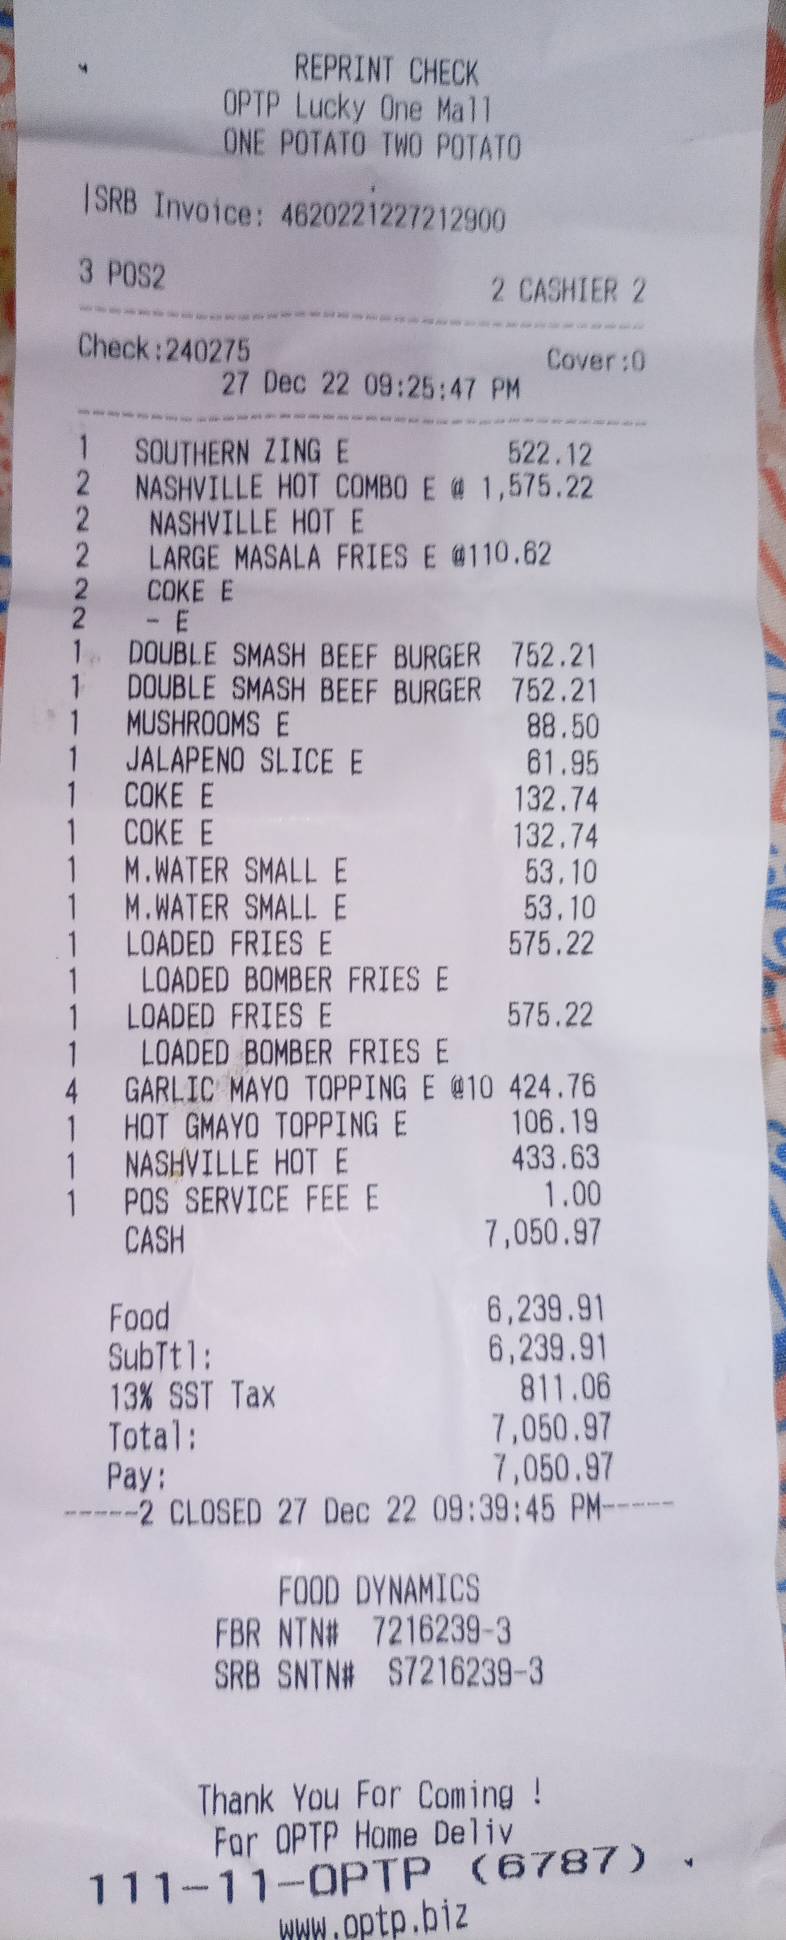 REPRINT CHECK
OPTP Lucky One Mall
ONE POTATO TWO POTATO
|SRB Invoice: 4620221227212900
3 POS2 2 CASHIER 2
Check:240275 Cover:0
27 Dec 22 09:25:47 PM
1 SOUTHERN ZING E 522.12
2 NASHVILLE HOT COMBO E @ 1,575.22
2 NASHVILLE HOT E
2 LARGE MASALA FRIES E @110.62
2 COKE E
2 - E
1 DOUBLE SMASH BEEF BURGER 752.21
1 DOUBLE SMASH BEEF BURGER 752.21
1 MUSHROOMS E 88.50
1 JALAPENO SLICE E 61.95
1 COKE E 132.74
1 COKE E 132.74
1 M.WATER SMALL E 53.10
1 M.WATER SMALL E 53.10
1 LOADED FRIES E 575.22
1 LOADED BOMBER FRIES E
1 LOADED FRIES E 575.22
1 LOADED BOMBER FRIES E
4 GARLIC MAYO TOPPING E @10 424.76
1 HOT GMAYO TOPPING E 106.19
1 NASHVILLE HOT E 433.63
1 POS SERVICE FEE E 1.00
CASH 7,050.97
Food 6,239.91
SubTtl: 6,239.91
13% SST Tax 811.06
Total: 7,050.97
Pay: 7,050.97
-----2 CLOSED 27 Dec 22 09:39:45 PM-----
FOOD DYNAMICS
FBR NTN# 7216239-3
SRB SNTN# S7216239-3
Thank You For Coming !
For OPTP Home Deliv
111-11-OPTP (6787)
www.optp.biz